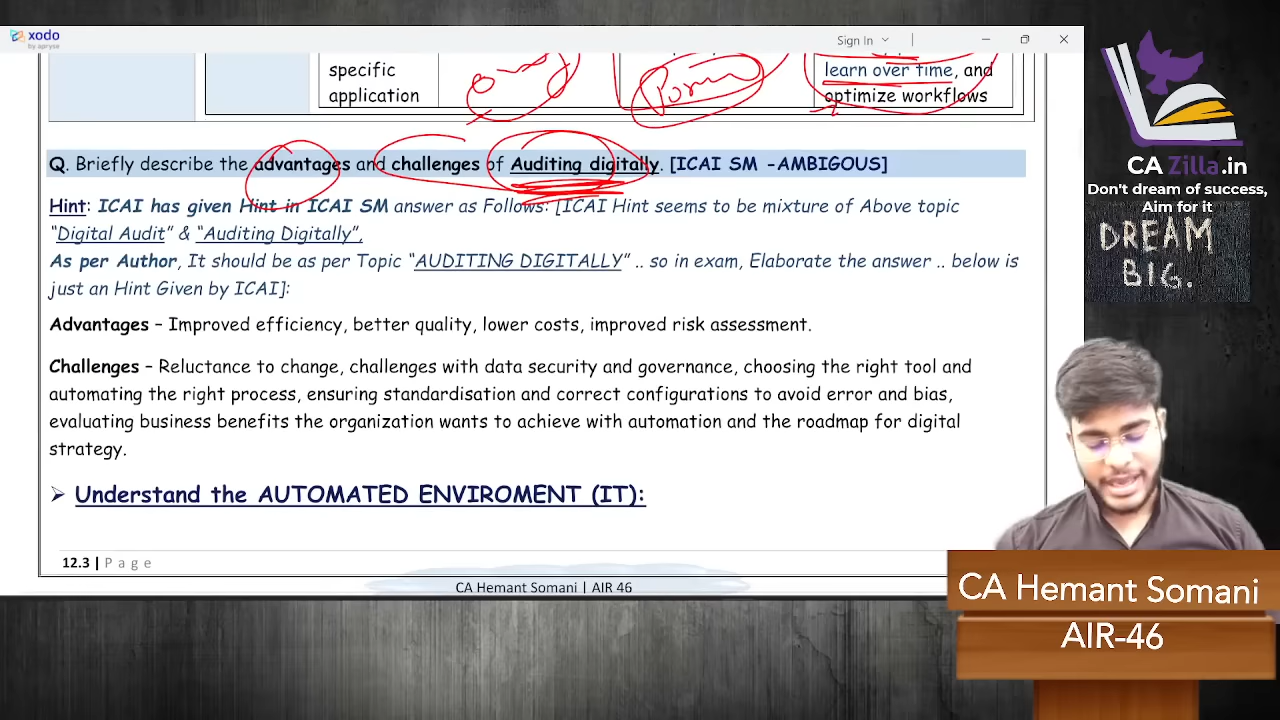 xodo
by apryse
Sign In
specific
application
learn over time, and
optimize workflows
Q. Briefly describe the advantages and challenges of Auditing digitally. [ICAI SM -AMBIGOUS]
Hint: ICAI has given Hint in ICAI SM answer as Follows: [ICAI Hint seems to be mixture of Above topic
“Digital Audit” & “Auditing Digitally”,
As per Author, It should be as per Topic “AUDITING DIGITALLY” .. so in exam, Elaborate the answer .. below is
just an Hint Given by ICAI]:
Advantages – Improved efficiency, better quality, lower costs, improved risk assessment.
Challenges – Reluctance to change, challenges with data security and governance, choosing the right tool and
automating the right process, ensuring standardisation and correct configurations to avoid error and bias,
evaluating business benefits the organization wants to achieve with automation and the roadmap for digital
strategy.
➢ Understand the AUTOMATED ENVIROMENT (IT):
12.3 | P a g e
CA Hemant Somani | AIR 46
CA Zilla.in
Don't dream of success,
Aim for it
DREAM
BIG.
CA Hemant Somani
AIR-46